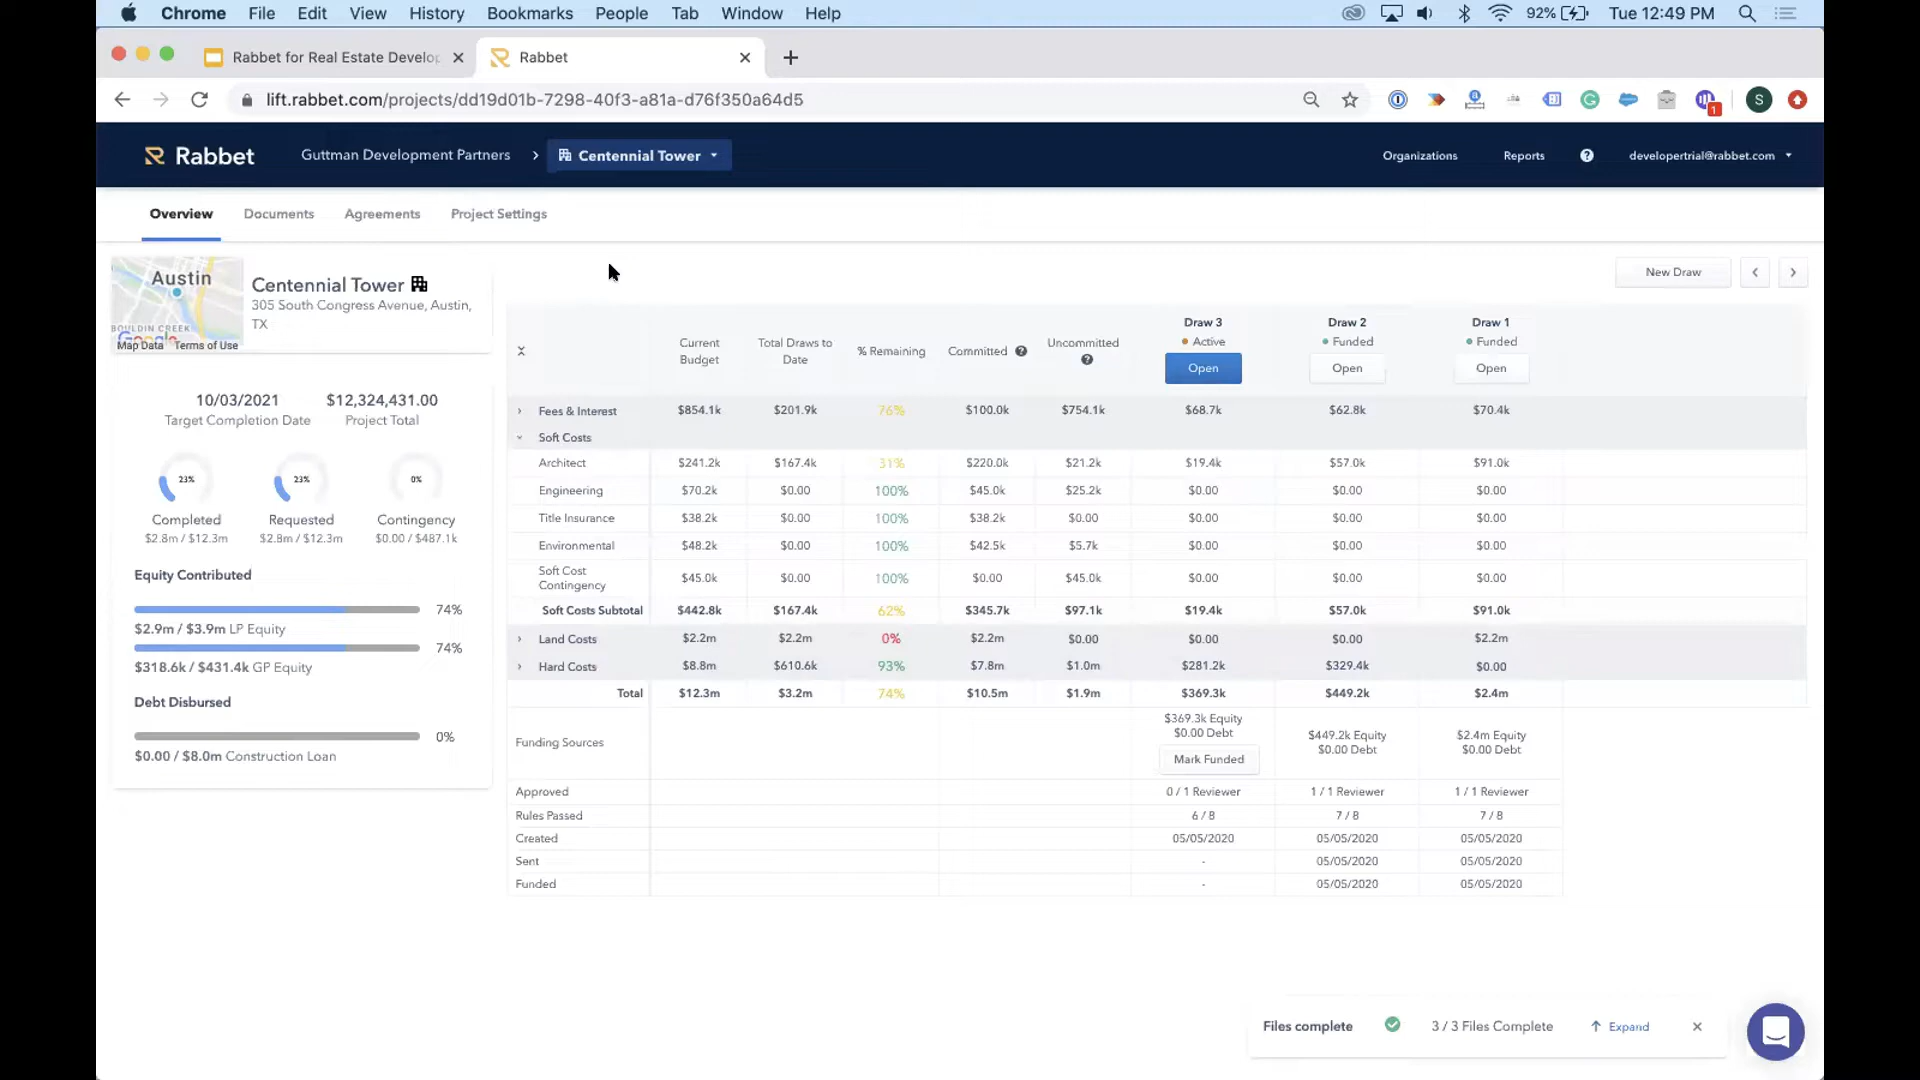 Chrome File Edit View History Bookmarks People Tab Window Help 92% Tue 12:49 PM
Rabbet for Real Estate Develop Rabbet
lift.rabbet.com/projects/dd19d01b-7298-40f3-a81a-d76f350a64d5 S 1
Rabbet Guttman Development Partners Centennial Tower Organizations Reports ? developertrial@rabbet.com
Overview Documents Agreements Project Settings
Austin
BOULDIN CREEK
Google
Map Data Terms of Use
Centennial Tower
305 South Congress Avenue, Austin,
TX
10/03/2021 $12,324,431.00
Target Completion Date Project Total
23% 23% 0%
Completed Requested Contingency
$2.8m / $12.3m $2.8m / $12.3m $0.00 / $487.1k
Equity Contributed
74%
$2.9m / $3.9m LP Equity
74%
$318.6k / $431.4k GP Equity
Debt Disbursed
0%
$0.00 / $8.0m Construction Loan
New Draw
Current Budget Total Draws to Date % Remaining Committed ? Uncommitted ? Draw 3 Draw 2 Draw 1
Active Funded Funded
Open Open Open
Fees & Interest $854.1k $201.9k 76% $100.0k $754.1k $68.7k $62.8k $70.4k
Soft Costs
Architect $241.2k $167.4k 31% $220.0k $21.2k $19.4k $57.0k $91.0k
Engineering $70.2k $0.00 100% $45.0k $25.2k $0.00 $0.00 $0.00
Title Insurance $38.2k $0.00 100% $38.2k $0.00 $0.00 $0.00 $0.00
Environmental $48.2k $0.00 100% $42.5k $5.7k $0.00 $0.00 $0.00
Soft Cost Contingency $45.0k $0.00 100% $0.00 $45.0k $0.00 $0.00 $0.00
Soft Costs Subtotal $442.8k $167.4k 62% $345.7k $97.1k $19.4k $57.0k $91.0k
Land Costs $2.2m $2.2m 0% $2.2m $0.00 $0.00 $0.00 $2.2m
Hard Costs $8.8m $610.6k 93% $7.8m $1.0m $281.2k $329.4k $0.00
Total $12.3m $3.2m 74% $10.5m $1.9m $369.3k $449.2k $2.4m
Funding Sources $369.3k Equity $449.2k Equity $2.4m Equity
$0.00 Debt $0.00 Debt $0.00 Debt
Mark Funded
Approved 0 / 1 Reviewer 1 / 1 Reviewer 1 / 1 Reviewer
Rules Passed 6 / 8 7 / 8 7 / 8
Created 05/05/2020 05/05/2020 05/05/2020
Sent - 05/05/2020 05/05/2020
Funded - 05/05/2020 05/05/2020
Files complete 3 / 3 Files Complete Expand